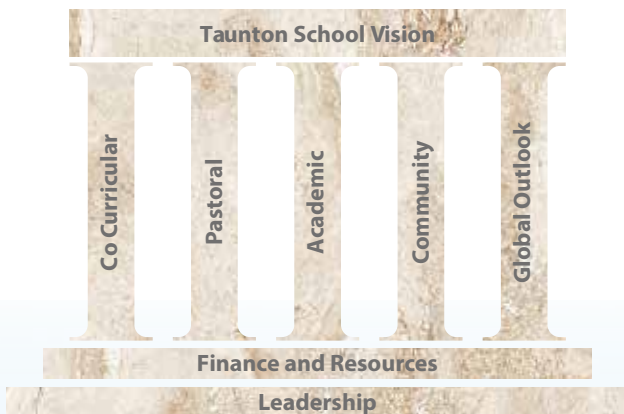 Taunton School Vision
Co Curricular
Pastoral
Academic
Community
Global Outlook
Finance and Resources
Leadership